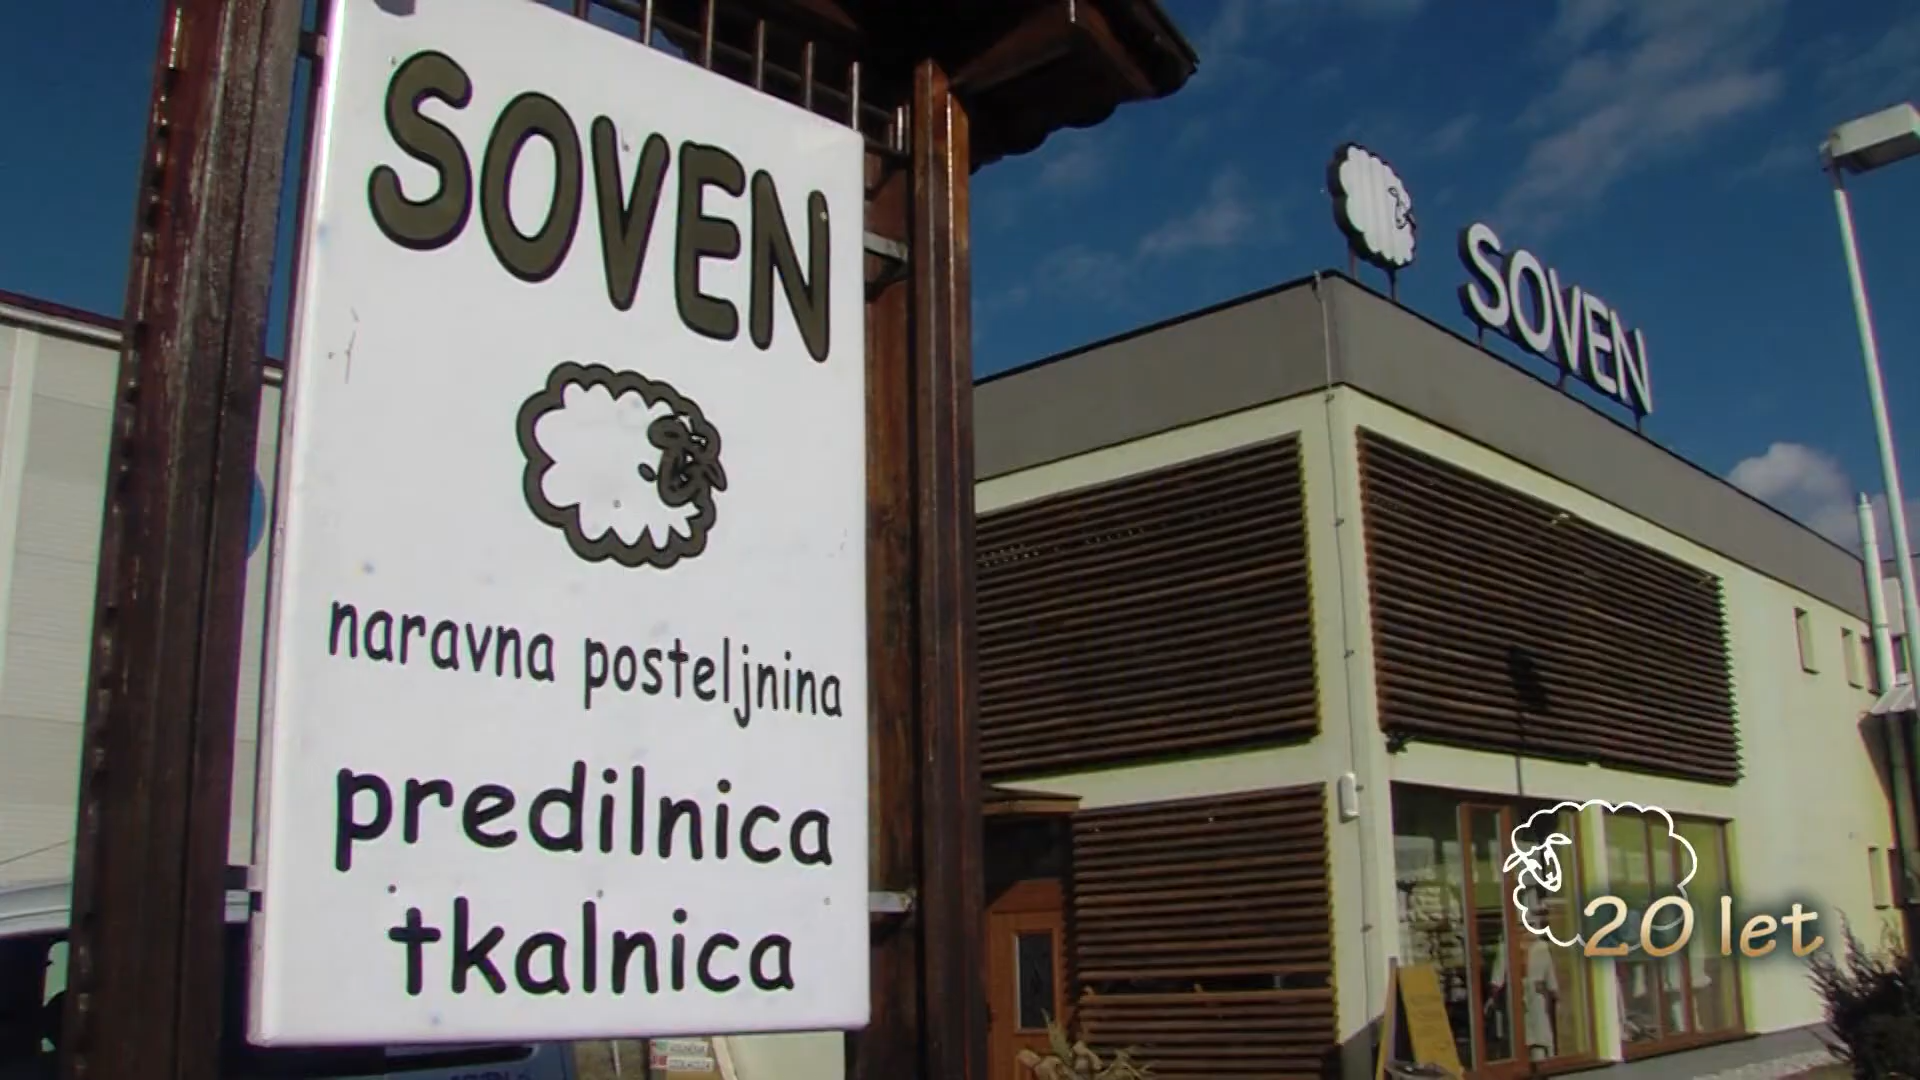 SOVEN
naravna posteljnina
predilnica
tkalnica
SOVEN
20 let